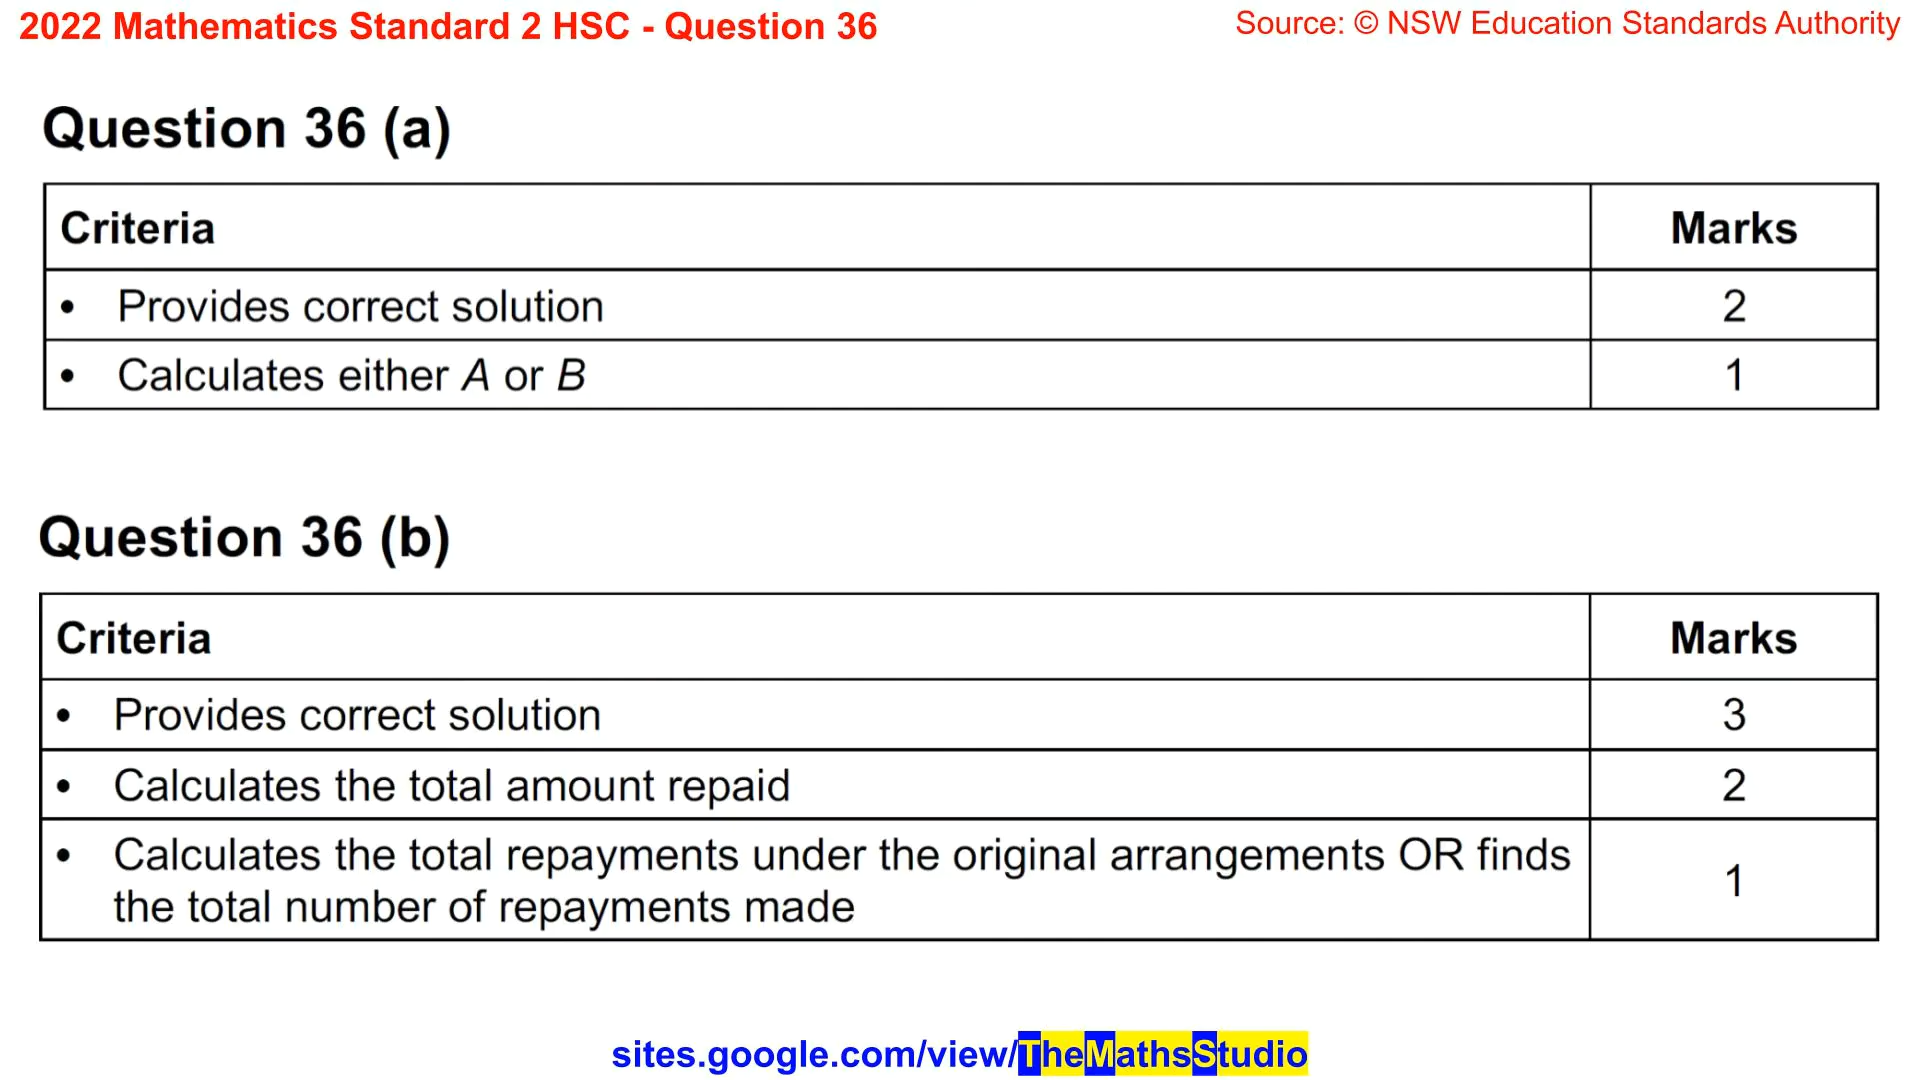 2022 Mathematics Standard 2 HSC - Question 36
Source: © NSW Education Standards Authority
Question 36 (a)
Criteria Marks
• Provides correct solution 2
• Calculates either A or B 1
Question 36 (b)
Criteria Marks
• Provides correct solution 3
• Calculates the total amount repaid 2
• Calculates the total repayments under the original arrangements OR finds
the total number of repayments made 1
sites.google.com/view/TheMathsStudio